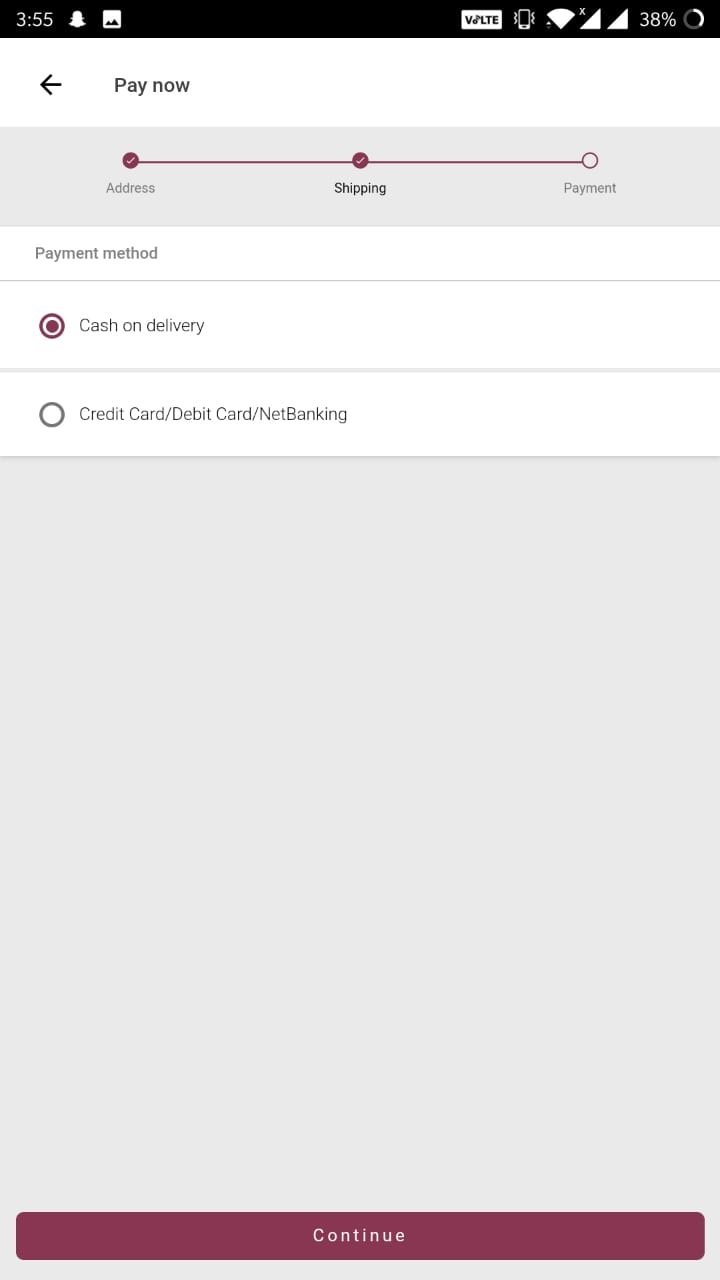 3:55 VoLTE x 38%
Pay now
Address Shipping Payment
Payment method
Cash on delivery
Credit Card/Debit Card/NetBanking
Continue